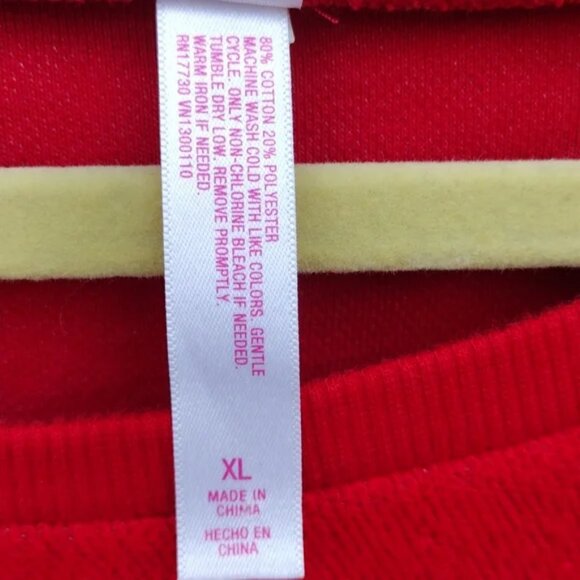 80% COTTON 20% POLYESTER
MACHINE WASH COLD WITH LIKE COLORS. GENTLE
CYCLE. ONLY NON-CHLORINE BLEACH IF NEEDED.
TUMBLE DRY LOW. REMOVE PROMPTLY.
WARM IRON IF NEEDED.
RN17730 VN1300110
XL
MADE IN
CHINA
HECHO EN
CHINA